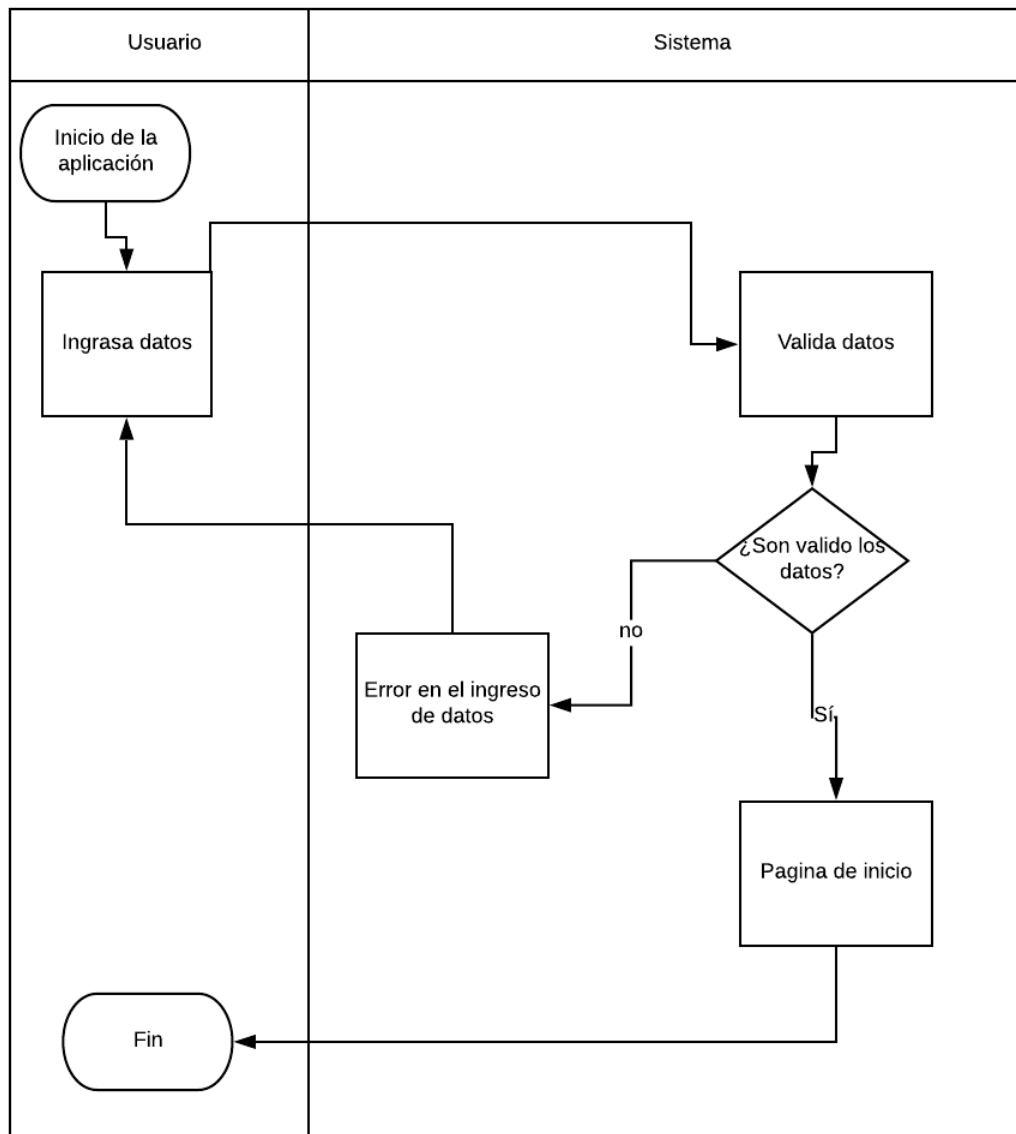 Usuario
Sistema
Inicio de la
aplicación
Ingrasa datos
Valida datos
¿Son valido los
datos?
no
Error en el ingreso
de datos
Sí
Pagina de inicio
Fin